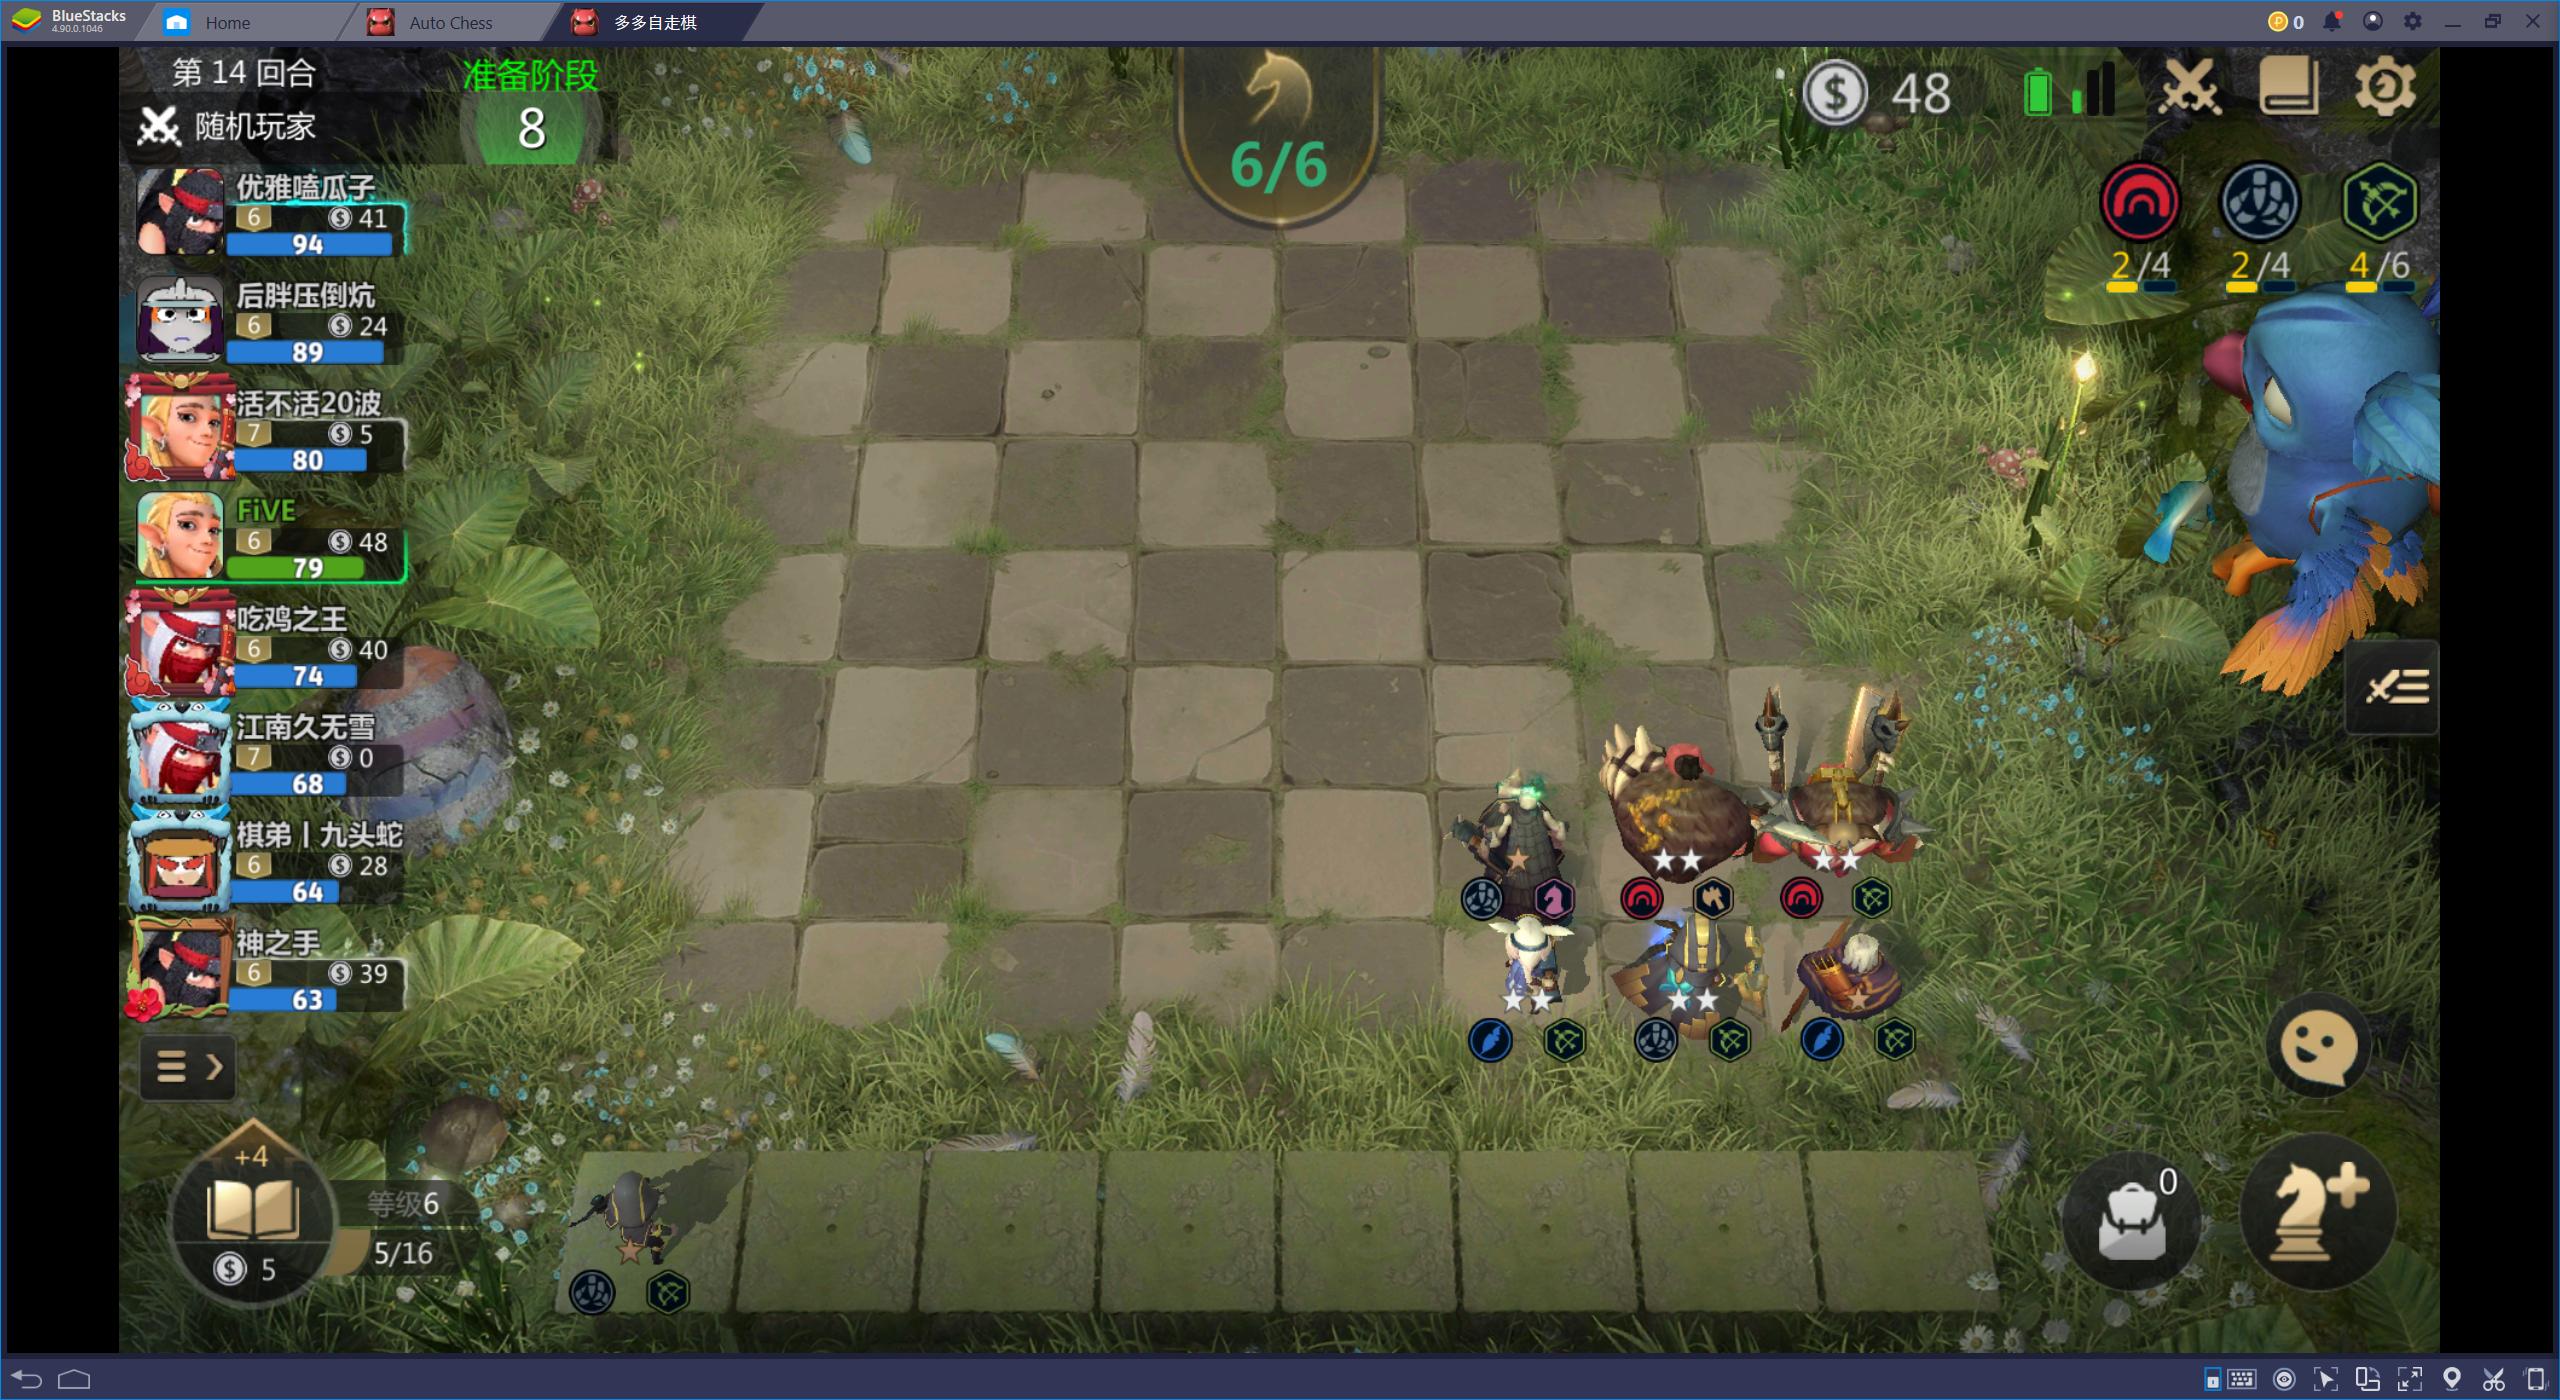 BlueStacks
4.90.0.1046
Home
Auto Chess
多多自走棋
0
第 14 回合
准备阶段
随机玩家
8
6/6
48
2/4
2/4
4/6
优雅嗑瓜子
6
41
94
后胖压倒炕
6
24
89
活不活20波
7
5
80
FiVE
6
48
79
吃鸡之王
6
40
74
江南久无雪
7
0
68
棋弟丨九头蛇
6
28
64
神之手
6
39
63
+4
等级6
5/16
5
0